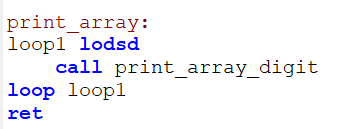 print_array:
loop1 lodsd
    call print_array_digit
loop loop1
ret